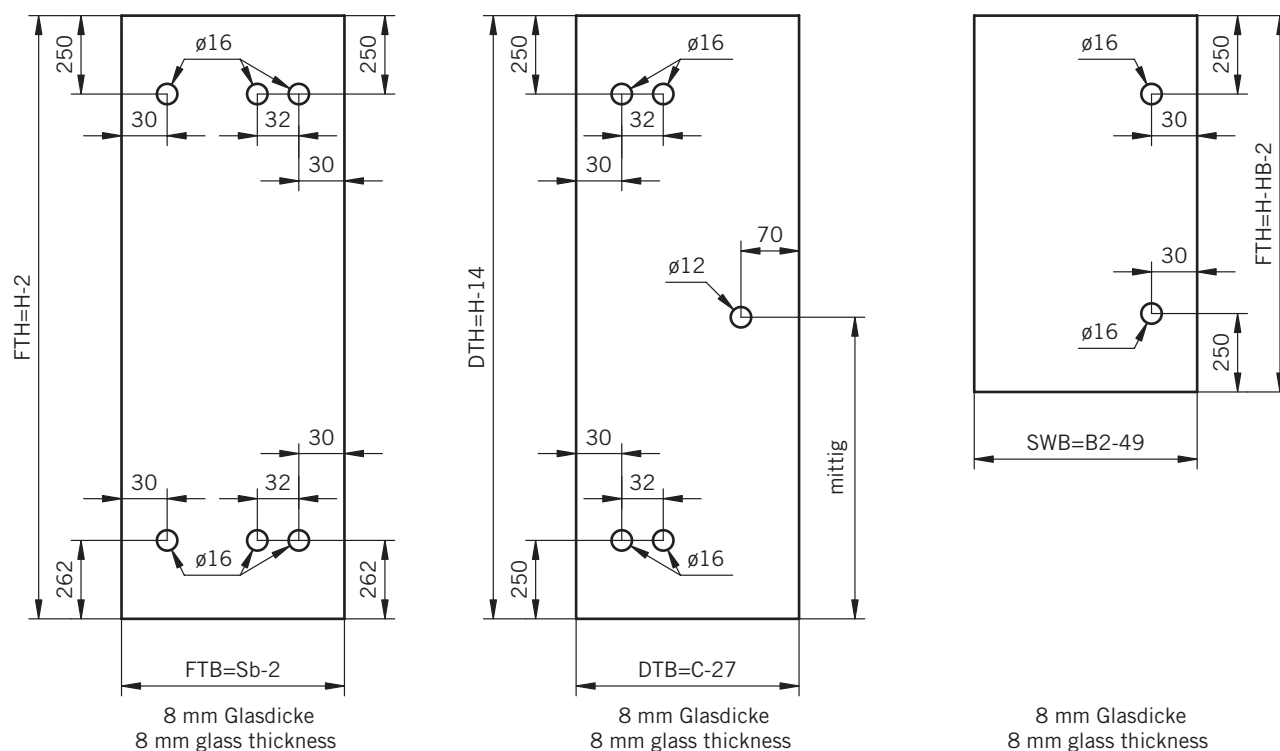 250
ø16
250
30
32
30
FTH=H-2
30
30
32
ø16
262
262
FTB=Sb-2
8 mm Glasdicke
8 mm glass thickness
250
ø16
32
30
70
ø12
DTH=H-14
mittig
30
32
ø16
250
DTB=C-27
8 mm Glasdicke
8 mm glass thickness
ø16
250
30
FTH=H-HB-2
30
ø16
250
SWB=B2-49
8 mm Glasdicke
8 mm glass thickness